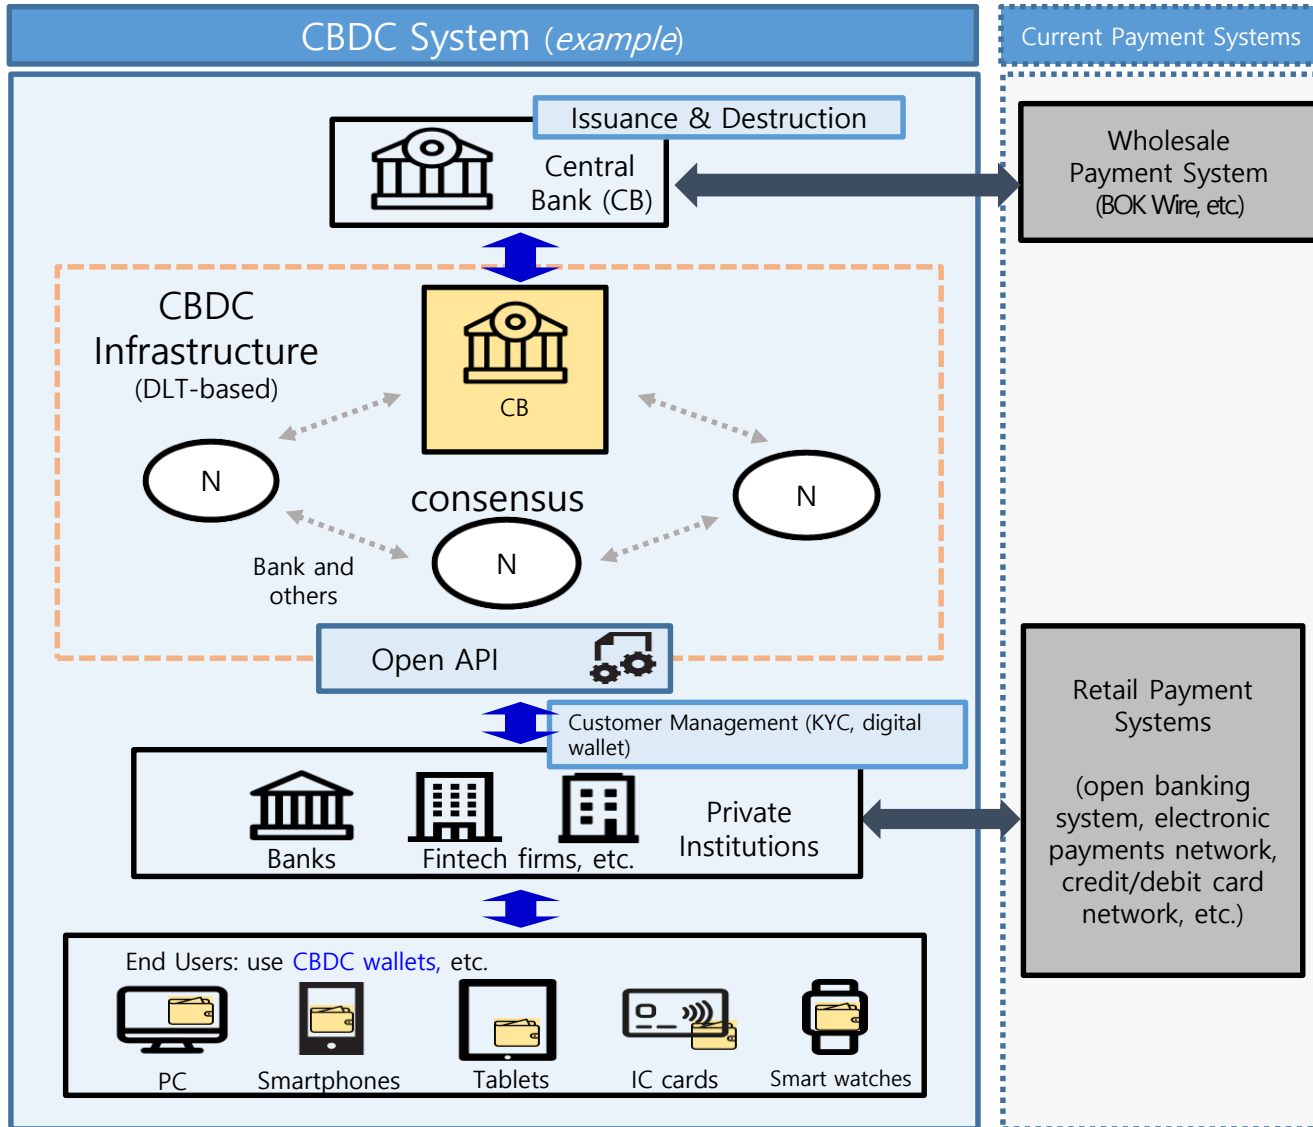 CBDC System (example)
Current Payment Systems
Issuance & Destruction
Central
Bank (CB)
Wholesale
Payment System
(BOK Wire, etc.)
CBDC
Infrastructure
(DLT-based)
CB
N
N
consensus
N
Bank and
others
Open API
Customer Management (KYC, digital
wallet)
Private
Institutions
Banks
Fintech firms, etc.
Retail Payment
Systems
(open banking
system, electronic
payments network,
credit/debit card
network, etc.)
End Users: use CBDC wallets, etc.
PC
Smartphones
Tablets
IC cards
Smart watches